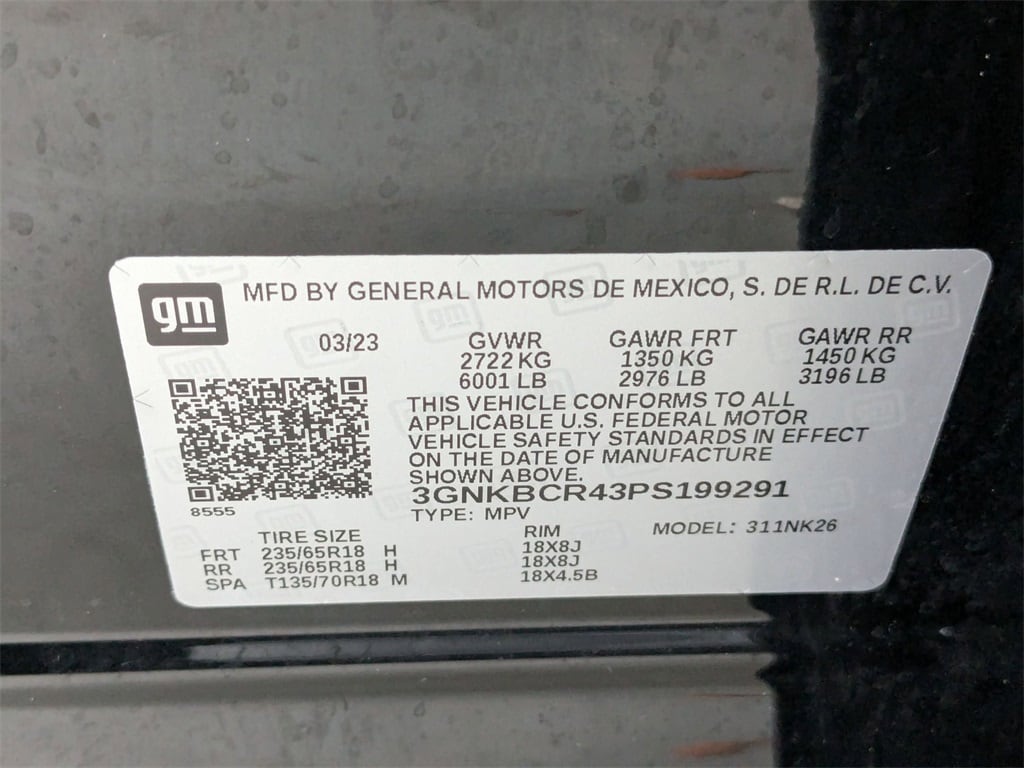 gm MFD BY GENERAL MOTORS DE MEXICO, S. DE R.L. DE C.V.
03/23 GVWR GAWR FRT GAWR RR
2722 KG 1350 KG 1450 KG
6001 LB 2976 LB 3196 LB
THIS VEHICLE CONFORMS TO ALL
APPLICABLE U.S. FEDERAL MOTOR
VEHICLE SAFETY STANDARDS IN EFFECT
ON THE DATE OF MANUFACTURE
SHOWN ABOVE.
3GNKBCR43PS199291
8555
TYPE: MPV MODEL: 311NK26
TIRE SIZE RIM
FRT 235/65R18 H 18X8J
RR 235/65R18 H 18X8J
SPA T135/70R18 M 18X4.5B